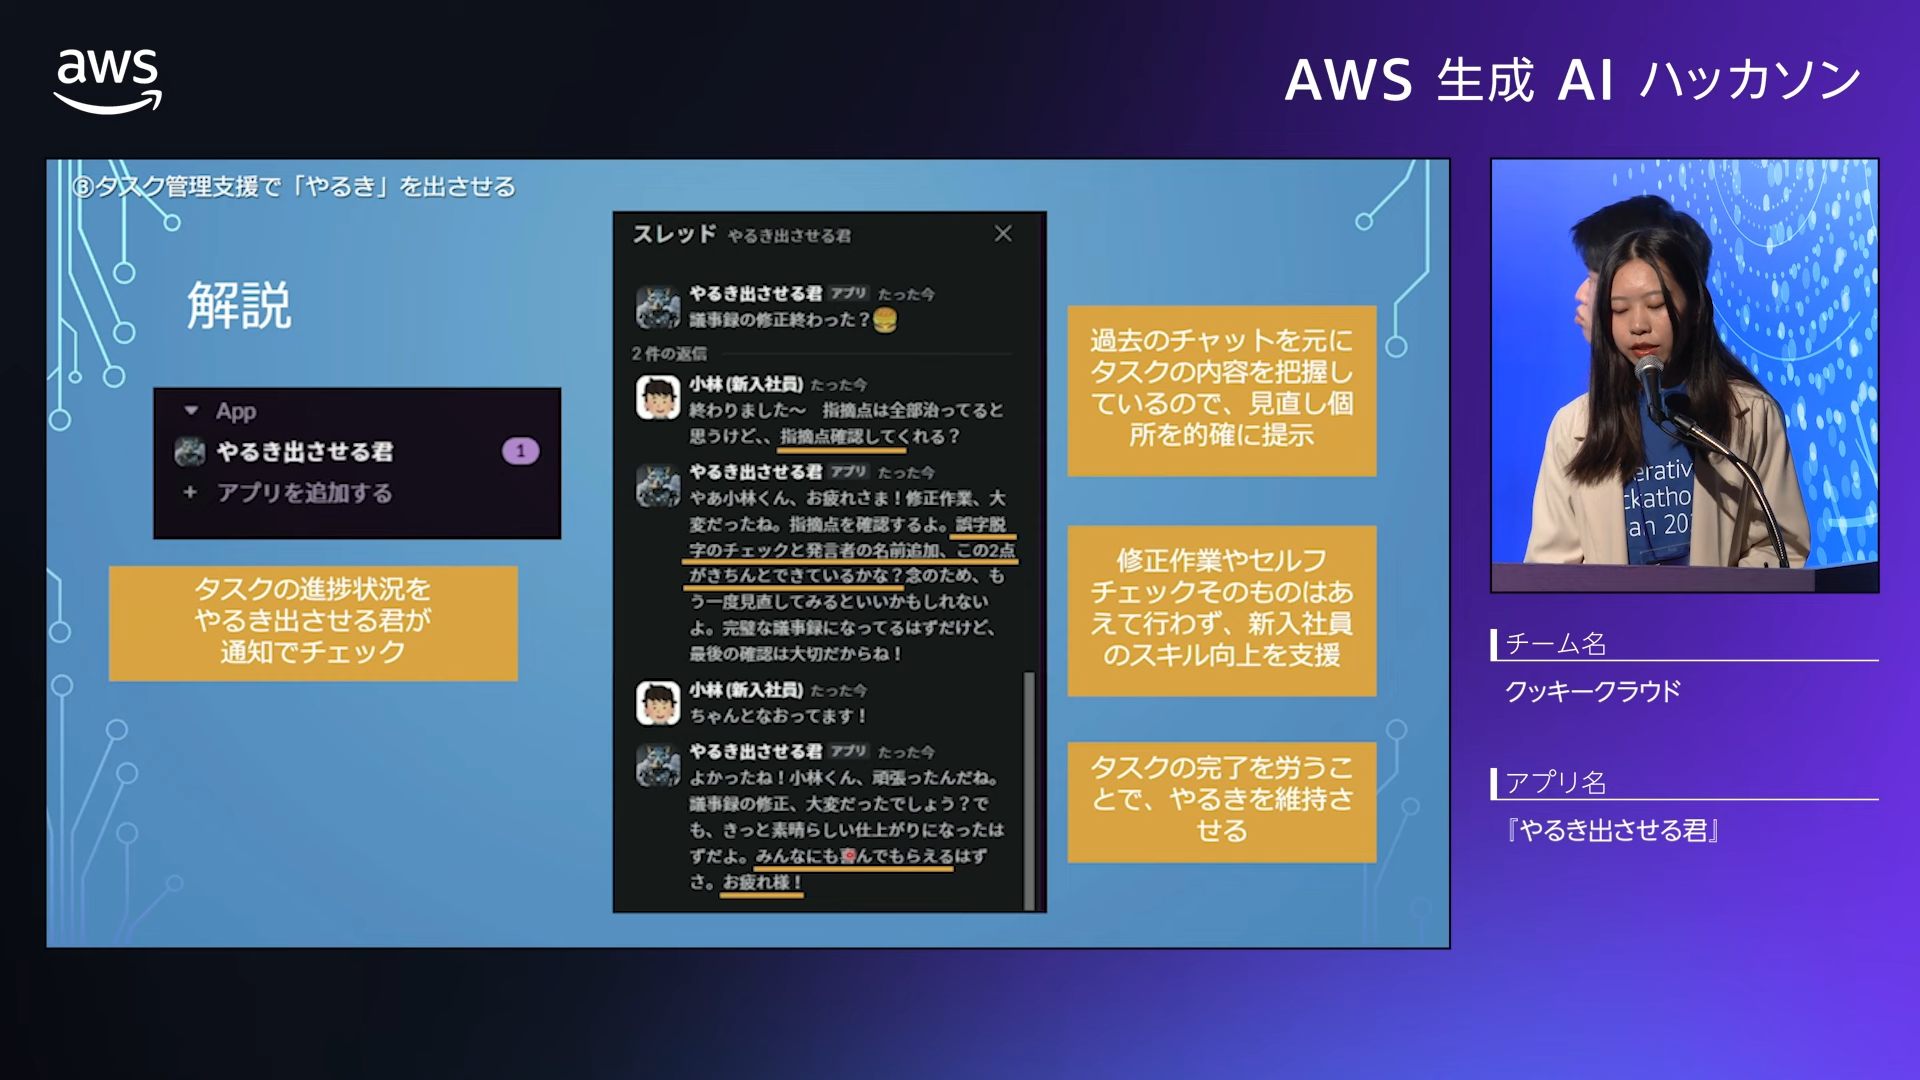 aws
AWS 生成 AI ハッカソン
③タスク管理支援で「やるき」を出させる
解説
App
やるき出させる君
1
+ アプリを追加する
タスクの進捗状況を
やるき出させる君が
通知でチェック
スレッド やるき出させる君
やるき出させる君 アプリ たった今
議事録の修正終わった？
2 件の返信
小林 (新入社員) たった今
終わりました〜　指摘点は全部治ってると
思うけど、、指摘点確認してくれる？
やるき出させる君 アプリ たった今
やあ小林くん、お疲れさま！修正作業、大
変だったね。指摘点を確認するよ。誤字脱
字のチェックと発言者の名前追加、この2点
がきちんとできているかな？念のため、も
う一度見直してみるといいかもしれない
よ。完璧な議事録になってるはずだけど、
最後の確認は大切だからね！
小林 (新入社員) たった今
ちゃんとなおってます！
やるき出させる君 アプリ たった今
よかったね！小林くん、頑張ったんだね。
議事録の修正、大変だったでしょう？で
も、きっと素晴らしい仕上がりになったは
ずだよ。みんなにも喜んでもらえるはず
さ。お疲れ様！
過去のチャットを元に
タスクの内容を把握し
ているので、見直し個
所を的確に提示
修正作業やセルフ
チェックそのものはあ
えて行わず、新入社員
のスキル向上を支援
タスクの完了を労うこ
とで、やるきを維持さ
せる
erativ
ckatho
an 20
チーム名
クッキークラウド
アプリ名
『やるき出させる君』